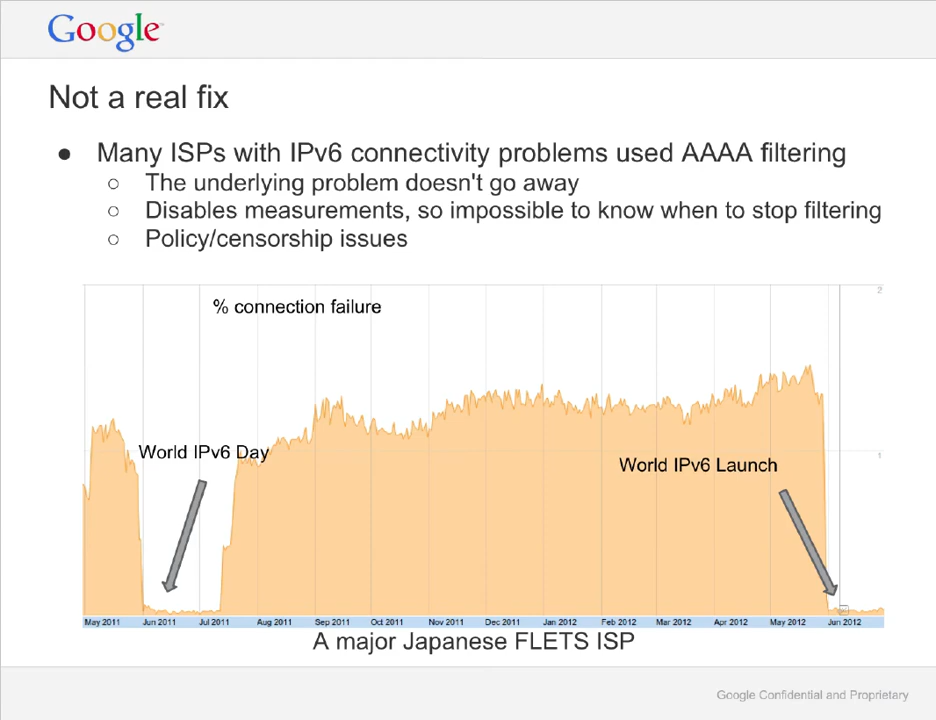 Google
Not a real fix
● Many ISPs with IPv6 connectivity problems used AAAA filtering
○ The underlying problem doesn't go away
○ Disables measurements, so impossible to know when to stop filtering
○ Policy/censorship issues
% connection failure
2
World IPv6 Day
1
World IPv6 Launch
May 2011 Jun 2011 Jul 2011 Aug 2011 Sep 2011 Oct 2011 Nov 2011 Dec 2011 Jan 2012 Feb 2012 Mar 2012 Apr 2012 May 2012 Jun 2012
A major Japanese FLETS ISP
Google Confidential and Proprietary